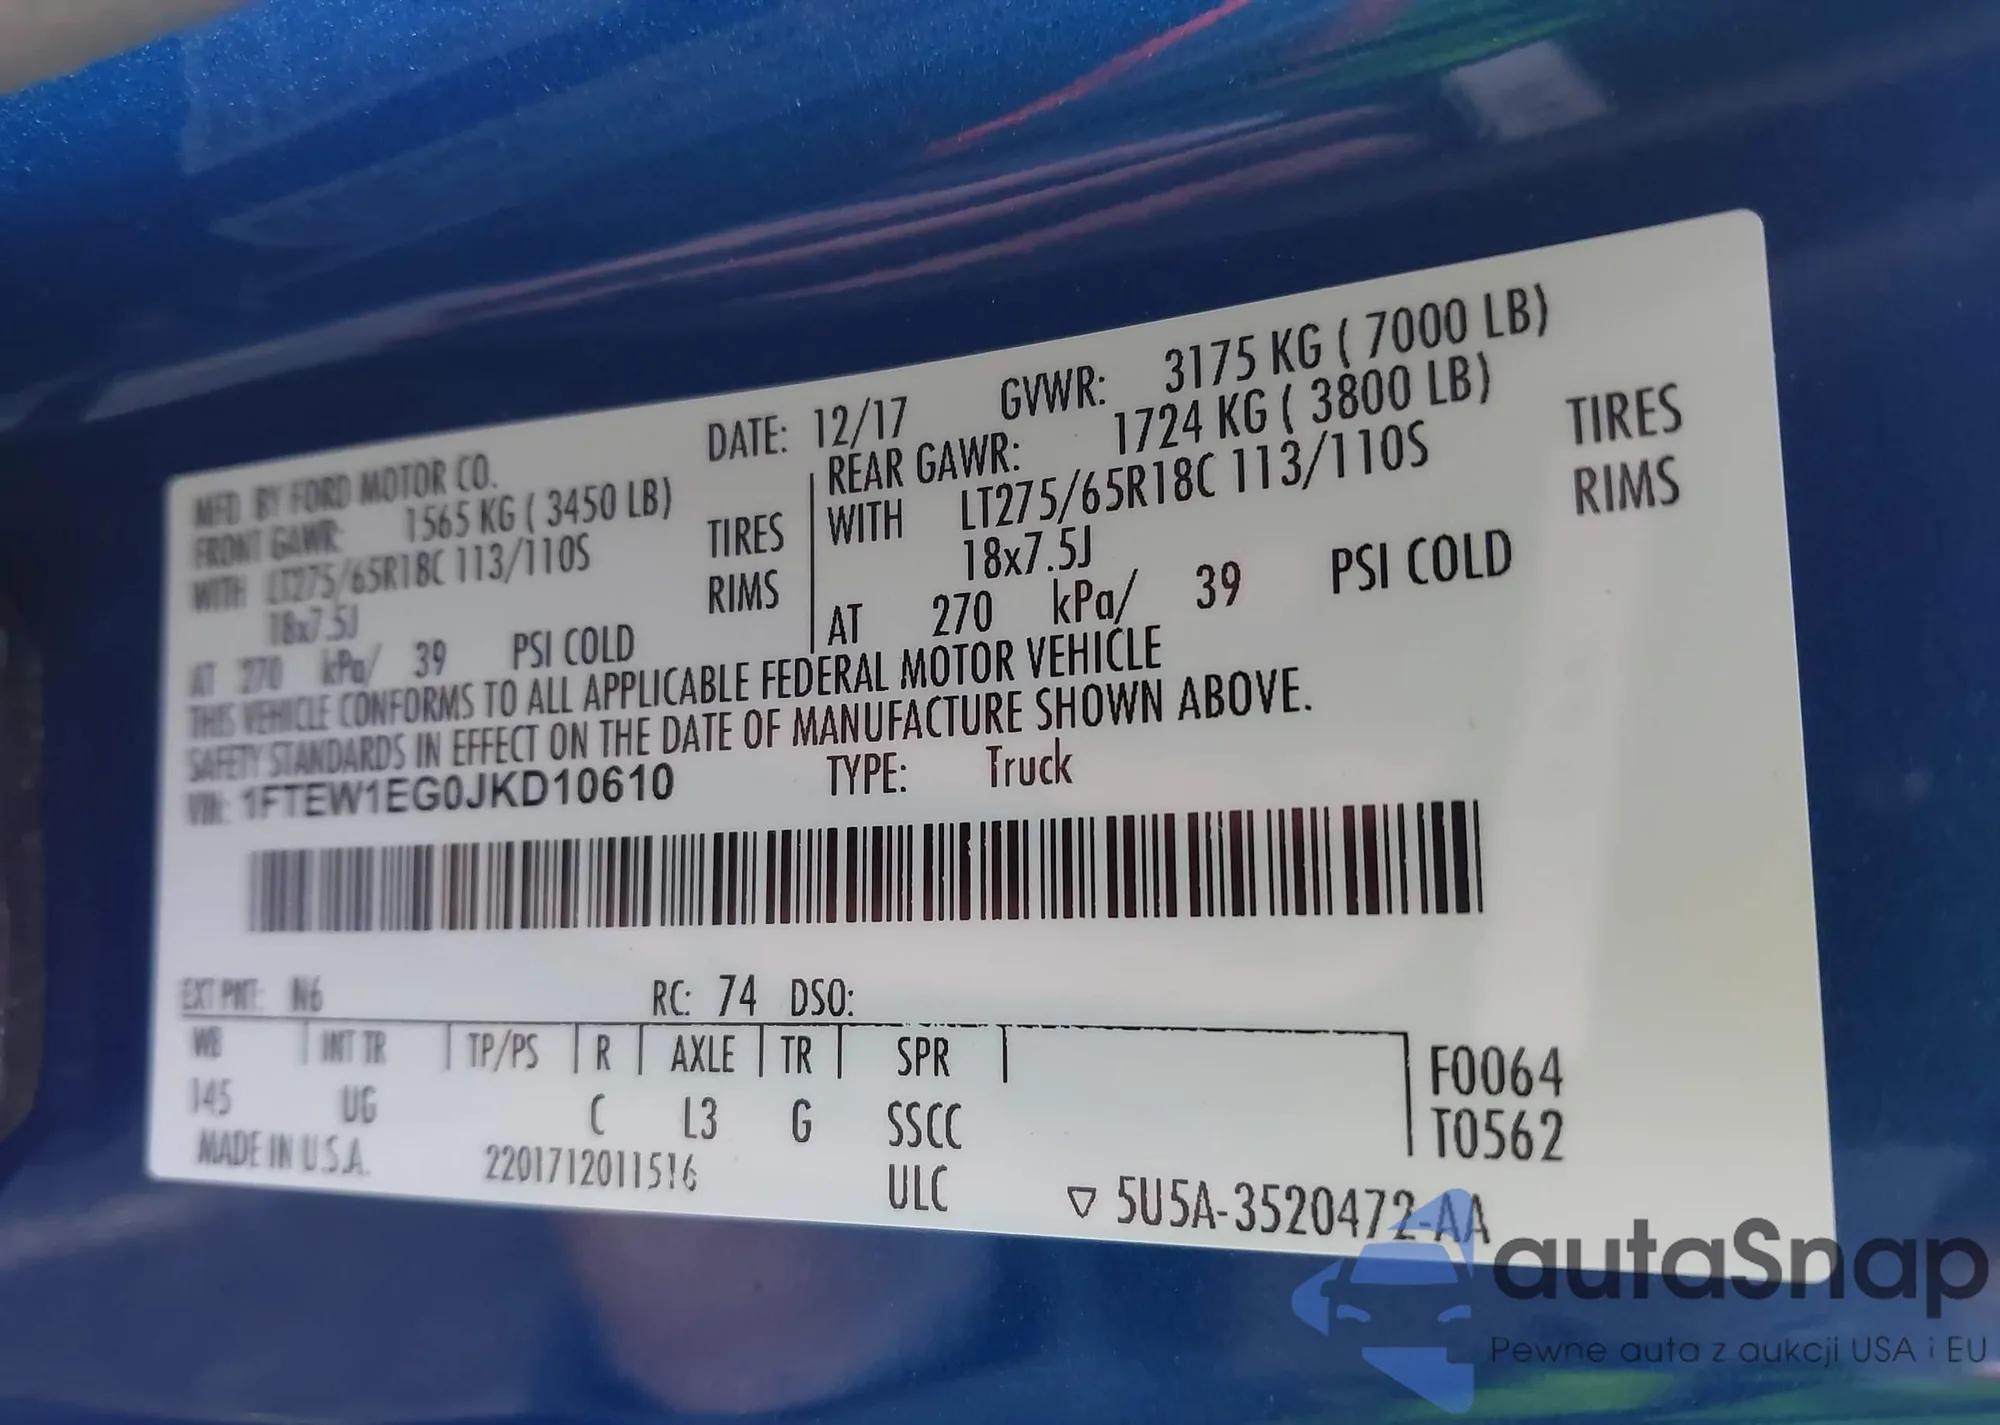 MFD. BY FORD MOTOR CO. DATE: 12/17 GVWR: 3175 KG ( 7000 LB)
FRONT GAWR: 1565 KG ( 3450 LB) REAR GAWR: 1724 KG ( 3800 LB)
WITH LT275/65R18C 113/110S TIRES WITH LT275/65R18C 113/110S TIRES
18x7.5J RIMS 18x7.5J RIMS
AT 270 kPa/ 39 PSI COLD AT 270 kPa/ 39 PSI COLD
THIS VEHICLE CONFORMS TO ALL APPLICABLE FEDERAL MOTOR VEHICLE
SAFETY STANDARDS IN EFFECT ON THE DATE OF MANUFACTURE SHOWN ABOVE.
VIN: 1FTEW1EG0JKD10610 TYPE: Truck
EXT PNT: N6 RC: 74 DSO:
WB INT TR TP/PS R AXLE TR SPR F0064
145 UG C L3 G SSCC T0562
MADE IN U.S.A. 2201712011516 ULC ▽ 5U5A-3520472-AA
autaSnap
Pewne auta z aukcji USA i EU